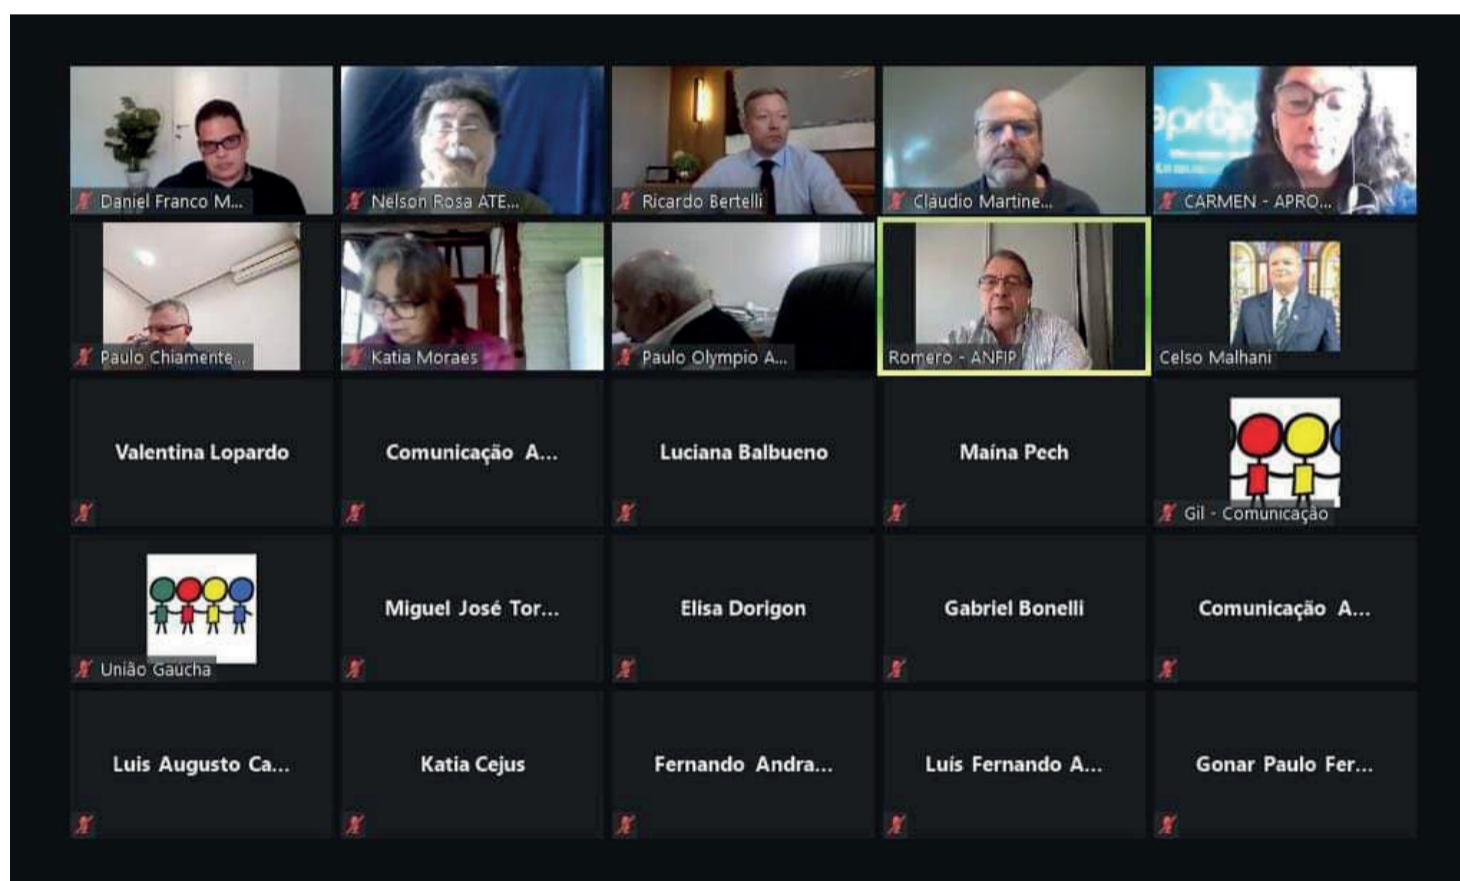 Daniel Franco M...
Nelson Rosa ATE...
Ricardo Bertelli
Cláudio Martine...
CARMEN - APRO...
Paulo Chiamente...
Katia Moraes
Paulo Olympio A...
Romero - ANFIP
Celso Malhani
Valentina Lopardo
Comunicação A...
Luciana Balbueno
Maína Pech
Gil - Comunicação
União Gaúcha
Miguel José Tor...
Elisa Dorigon
Gabriel Bonelli
Comunicação A...
Luis Augusto Ca...
Katia Cejus
Fernando Andra...
Luís Fernando A...
Gonar Paulo Fer...